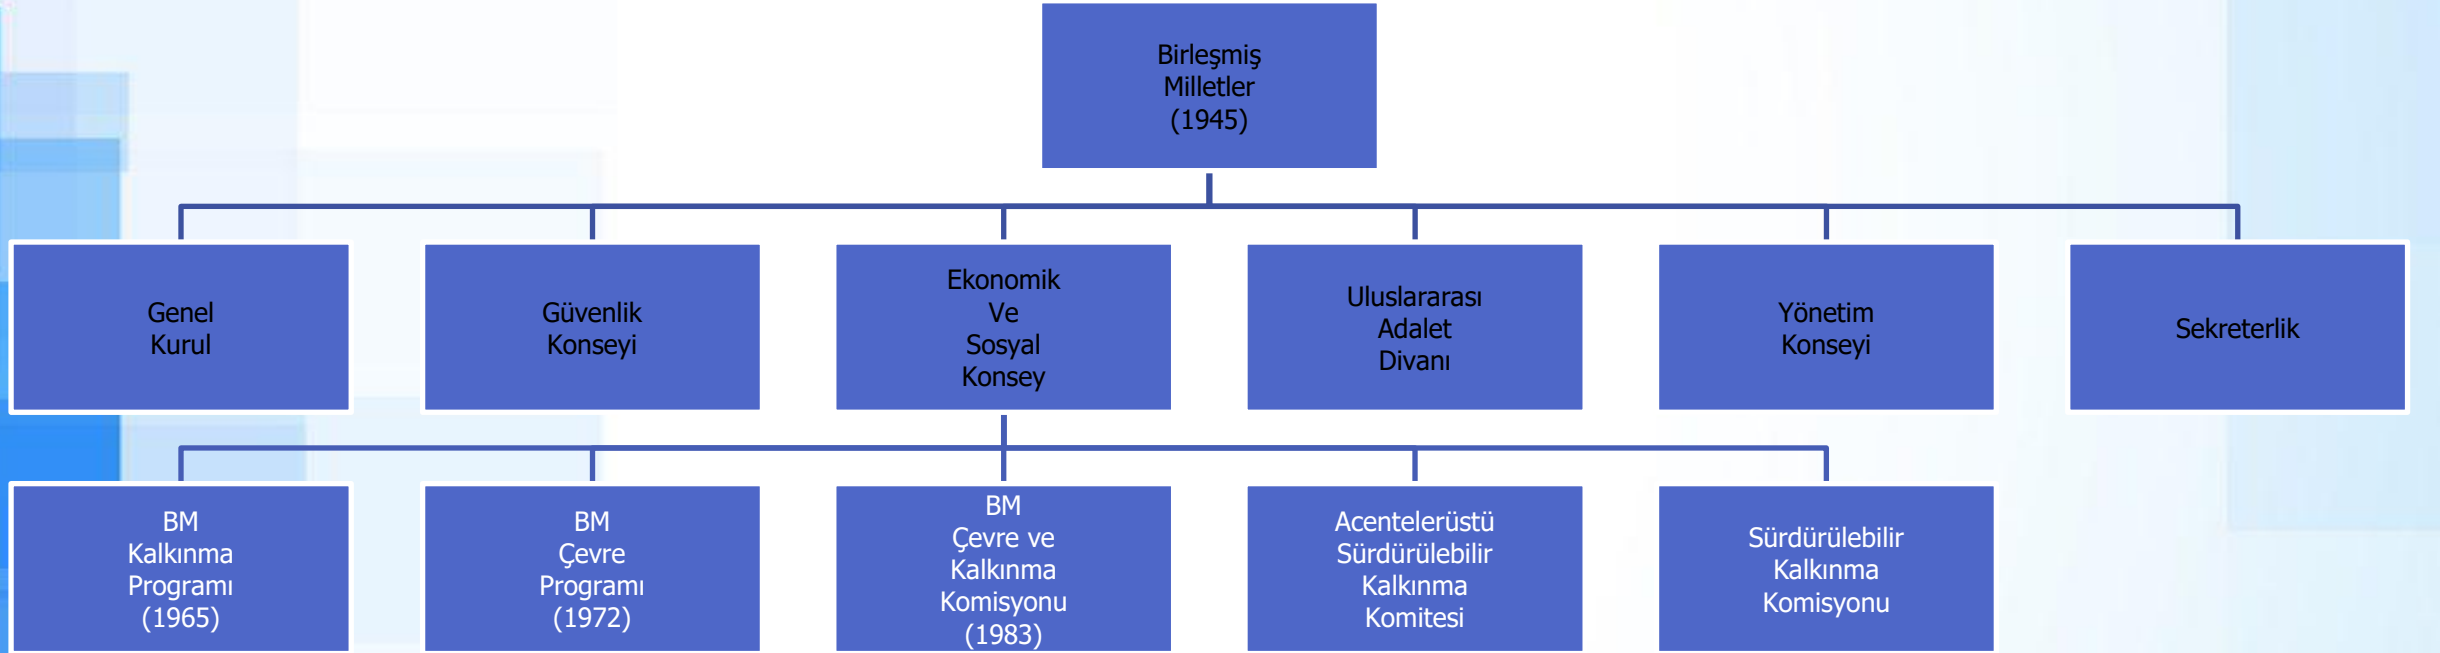 Birleşmiş
Milletler
(1945)
Genel
Kurul
Güvenlik
Konseyi
Ekonomik
Ve
Sosyal
Konsey
Uluslararası
Adalet
Divanı
Yönetim
Konseyi
Sekreterlik
BM
Kalkınma
Programı
(1965)
BM
Çevre
Programı
(1972)
BM
Çevre ve
Kalkınma
Komisyonu
(1983)
Acentelerüstü
Sürdürülebilir
Kalkınma
Komitesi
Sürdürülebilir
Kalkınma
Komisyonu